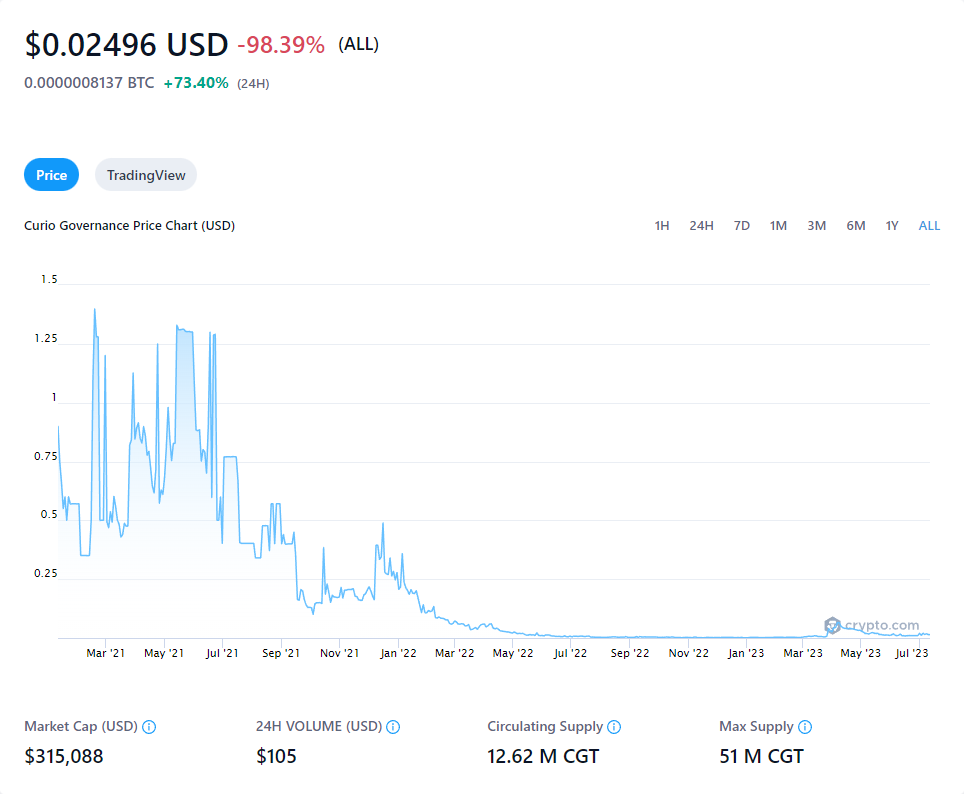 $0.02496 USD -98.39% (ALL)
0.0000008137 BTC +73.40% (24H)
Price TradingView
Curio Governance Price Chart (USD) 1H 24H 7D 1M 3M 6M 1Y ALL
1.5
1.25
1
0.75
0.5
0.25
crypto.com
Mar '21 May '21 Jul '21 Sep '21 Nov '21 Jan '22 Mar '22 May '22 Jul '22 Sep '22 Nov '22 Jan '23 Mar '23 May '23 Jul '23
Market Cap (USD) 24H VOLUME (USD) Circulating Supply Max Supply
$315,088 $105 12.62 M CGT 51 M CGT